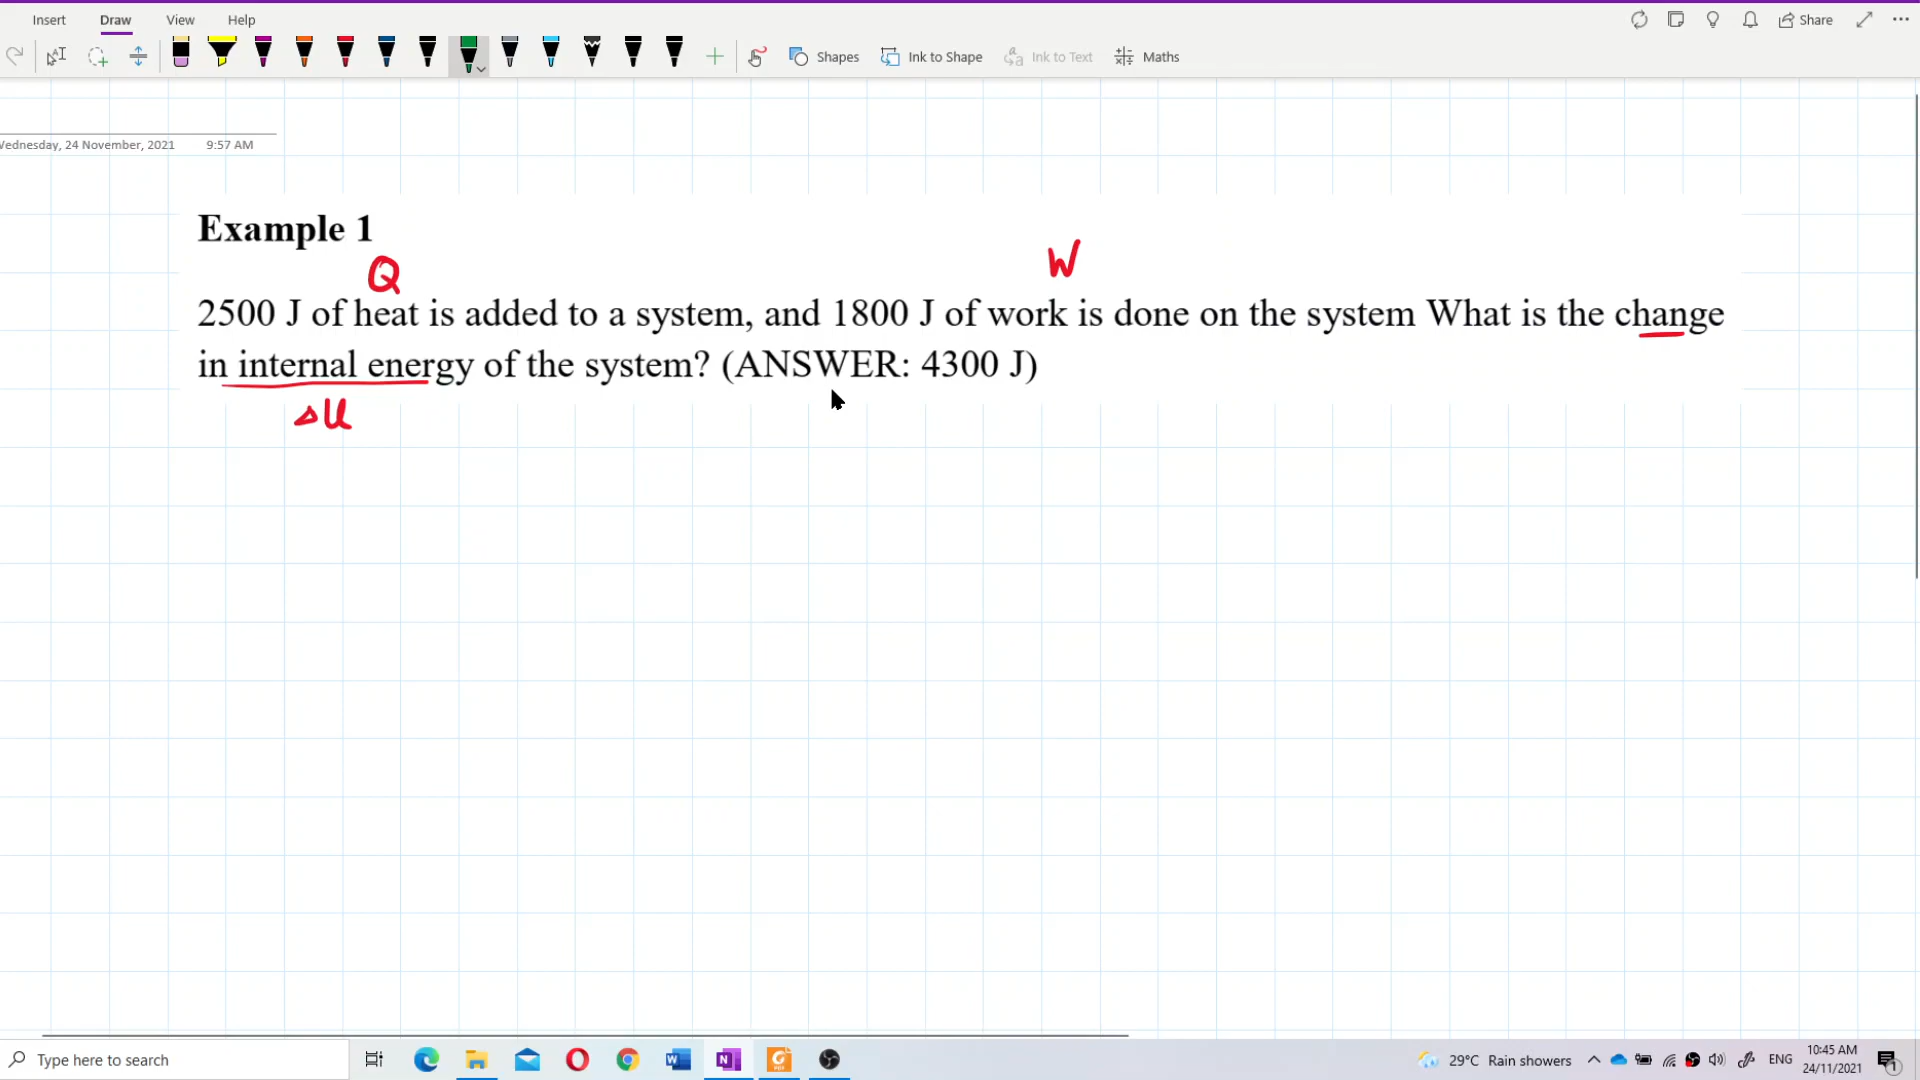 Insert Draw View Help Share
Shapes Ink to Shape Ink to Text Maths
Wednesday, 24 November, 2021 9:57 AM
Example 1
Q W
2500 J of heat is added to a system, and 1800 J of work is done on the system What is the change
in internal energy of the system? (ANSWER: 4300 J)
ΔU
Type here to search 29°C Rain showers ENG 10:45 AM
24/11/2021